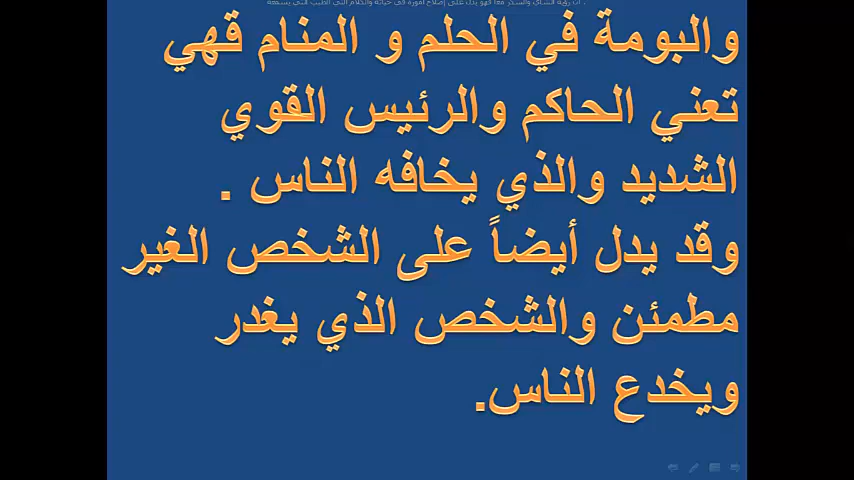 والبومة في الحلم و المنام قهي
تعني الحاكم والرئيس القوي
الشديد والذي يخافه الناس .
وقد يدل أيضاً على الشخص الغير
مطمئن والشخص الذي يغدر
ويخدع الناس.